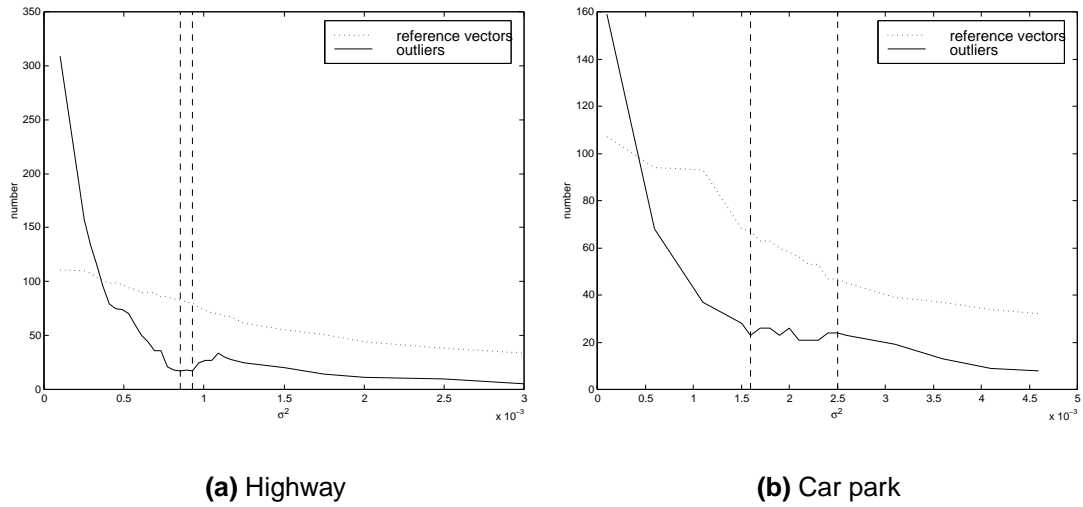 350
300
250
200
150
100
50
0
number
reference vectors
outliers
0 0.5 1 1.5 2 2.5 3
σ²
x 10⁻³
(a) Highway
160
140
120
100
80
60
40
20
0
number
reference vectors
outliers
0 0.5 1 1.5 2 2.5 3 3.5 4 4.5 5
σ²
x 10⁻³
(b) Car park